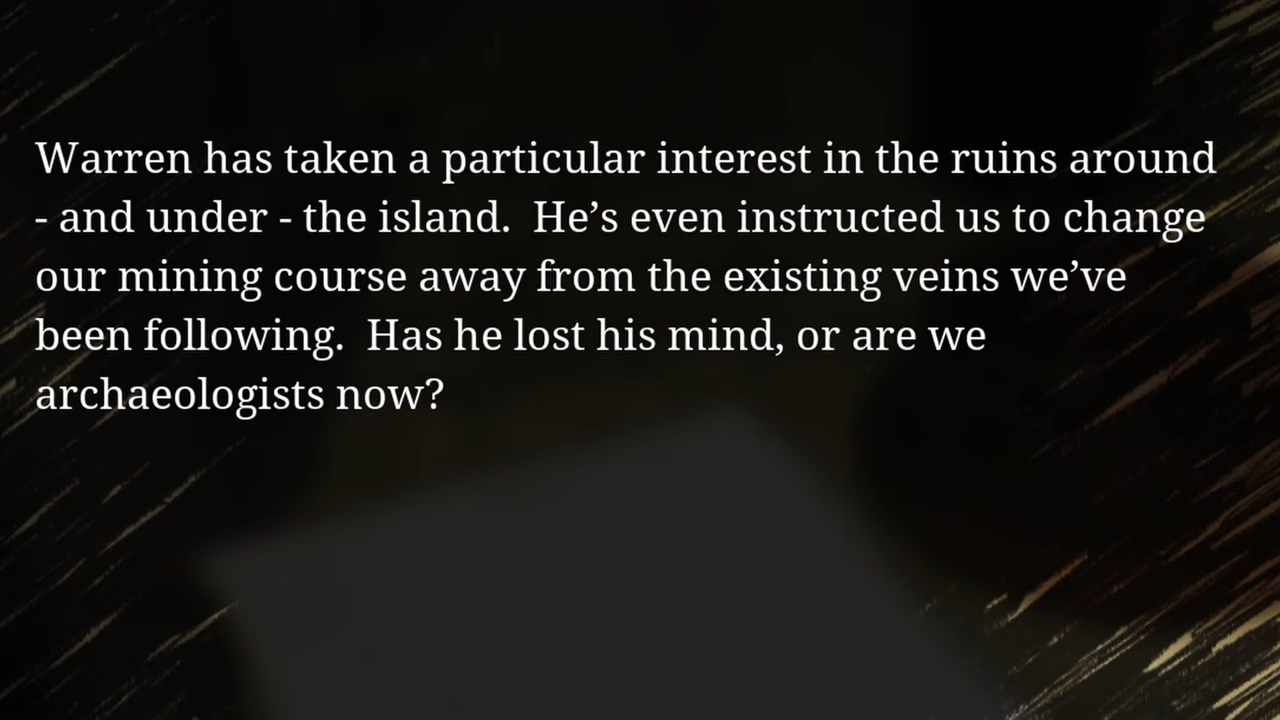 Warren has taken a particular interest in the ruins around
- and under - the island.  He’s even instructed us to change
our mining course away from the existing veins we’ve
been following.  Has he lost his mind, or are we
archaeologists now?